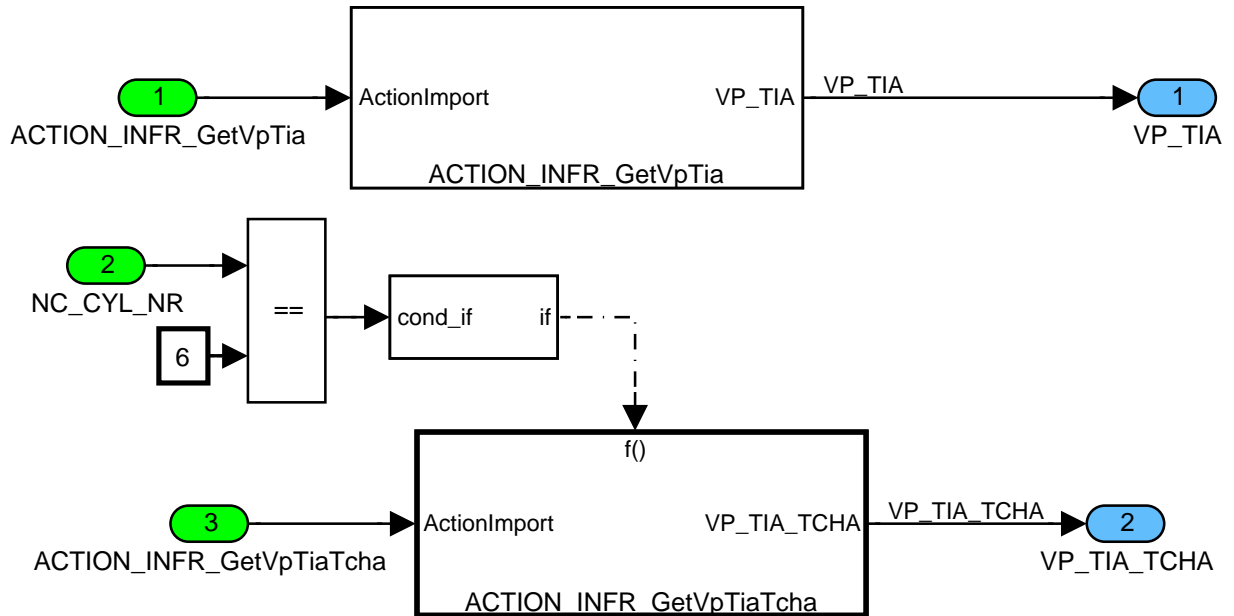 1
ACTION_INFR_GetVpTia
ActionImport
VP_TIA
ACTION_INFR_GetVpTia
VP_TIA
1
VP_TIA
2
NC_CYL_NR
6
==
cond_if
if
f()
3
ACTION_INFR_GetVpTiaTcha
ActionImport
VP_TIA_TCHA
ACTION_INFR_GetVpTiaTcha
VP_TIA_TCHA
2
VP_TIA_TCHA